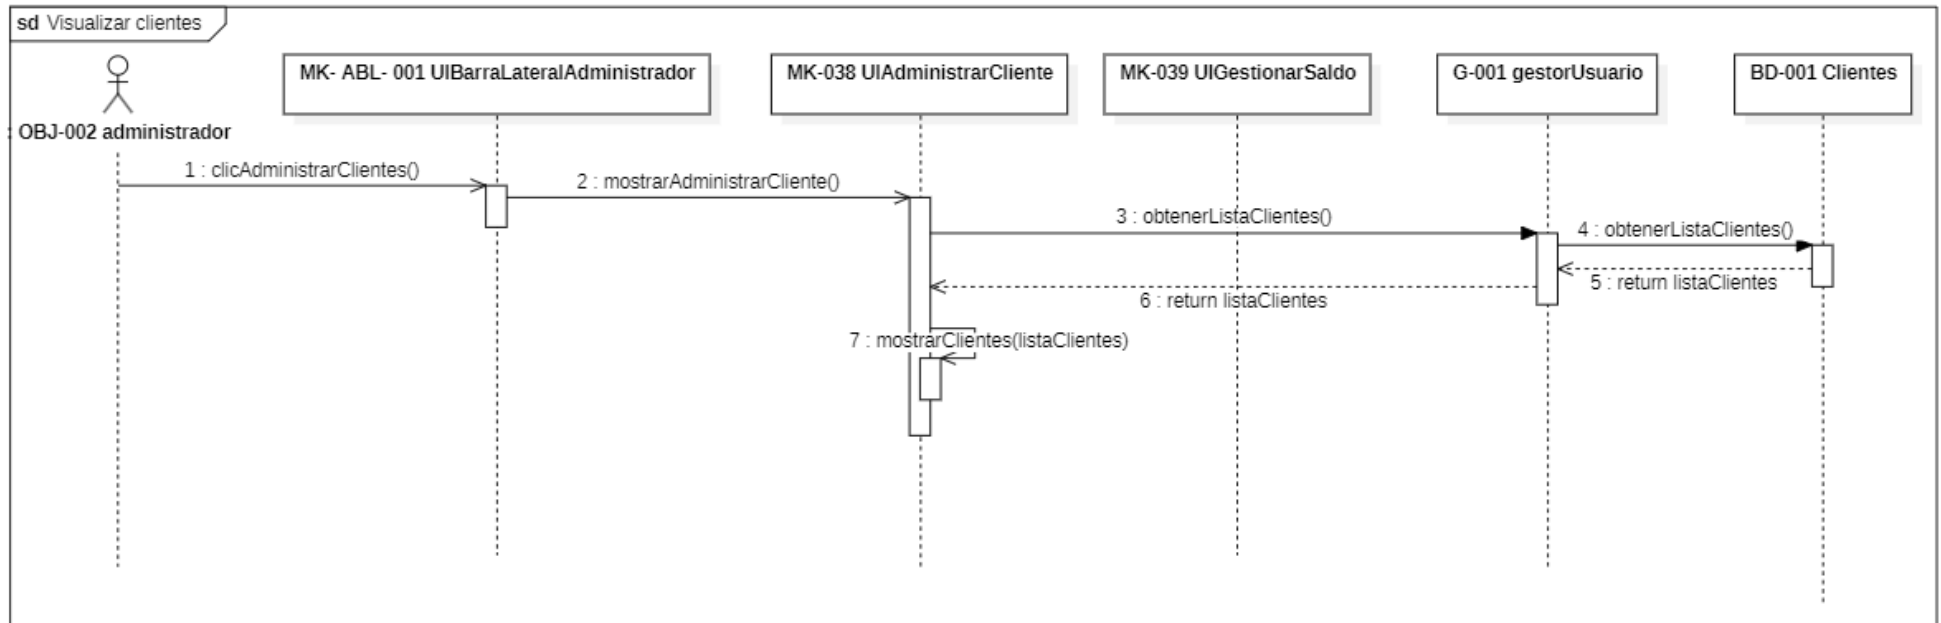 sd Visualizar clientes
MK- ABL- 001 UIBarraLateralAdministrador
MK-038 UIAdministrarCliente
MK-039 UIGestionarSaldo
G-001 gestorUsuario
BD-001 Clientes
: OBJ-002 administrador
1 : clicAdministrarClientes()
2 : mostrarAdministrarCliente()
3 : obtenerListaClientes()
4 : obtenerListaClientes()
5 : return listaClientes
6 : return listaClientes
7 : mostrarClientes(listaClientes)